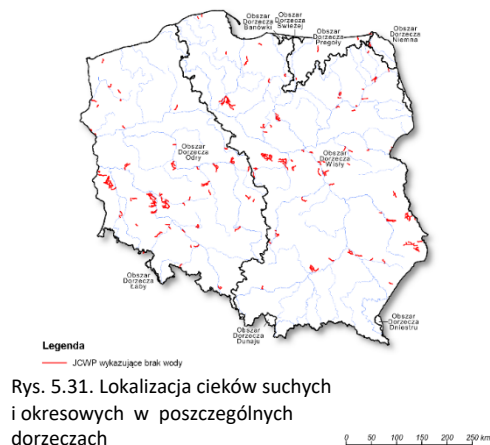 Obszar
Dorzecza
Banówki
Obszar
Dorzecza
Świeżej
Obszar
Dorzecza
Pregoły
Obszar
Dorzecza
Niemna
Obszar
Dorzecza
Odry
Obszar
Dorzecza
Wisły
Obszar
Dorzecza
Łaby
Obszar
Dorzecza
Dunaju
Obszar
Dorzecza
Dniestru
Legenda
JCWP wykazujące brak wody
Rys. 5.31. Lokalizacja cieków suchych
i okresowych w poszczególnych
dorzeczach
0 50 100 150 200 250 km